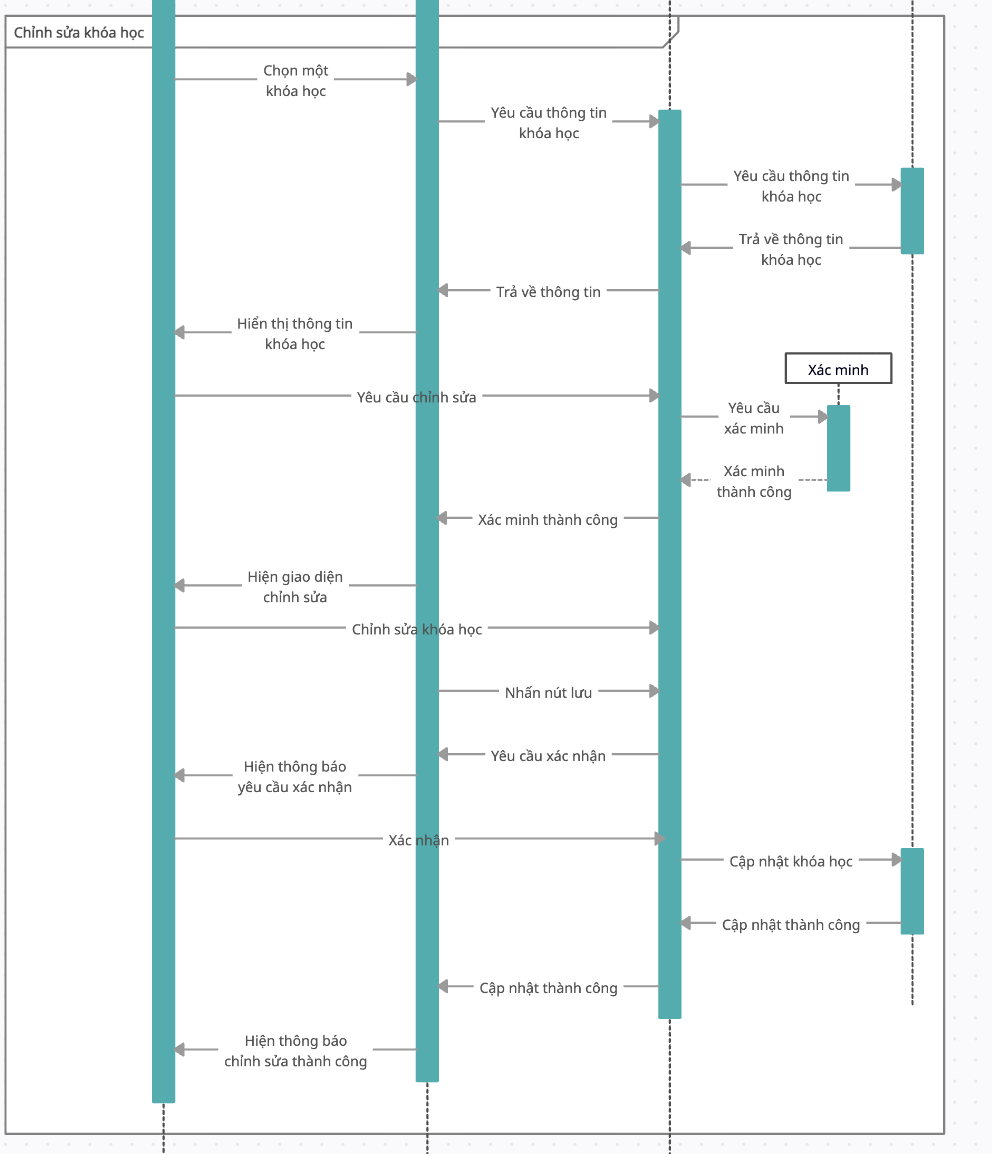 Chỉnh sửa khóa học
Chọn một
khóa học
Yêu cầu thông tin
khóa học
Yêu cầu thông tin
khóa học
Trả về thông tin
khóa học
Trả về thông tin
Hiển thị thông tin
khóa học
Xác minh
Yêu cầu chỉnh sửa
Yêu cầu
xác minh
Xác minh
thành công
Xác minh thành công
Hiện giao diện
chỉnh sửa
Chỉnh sửa khóa học
Nhấn nút lưu
Yêu cầu xác nhận
Hiện thông báo
yêu cầu xác nhận
Xác nhận
Cập nhật khóa học
Cập nhật thành công
Cập nhật thành công
Hiện thông báo
chỉnh sửa thành công